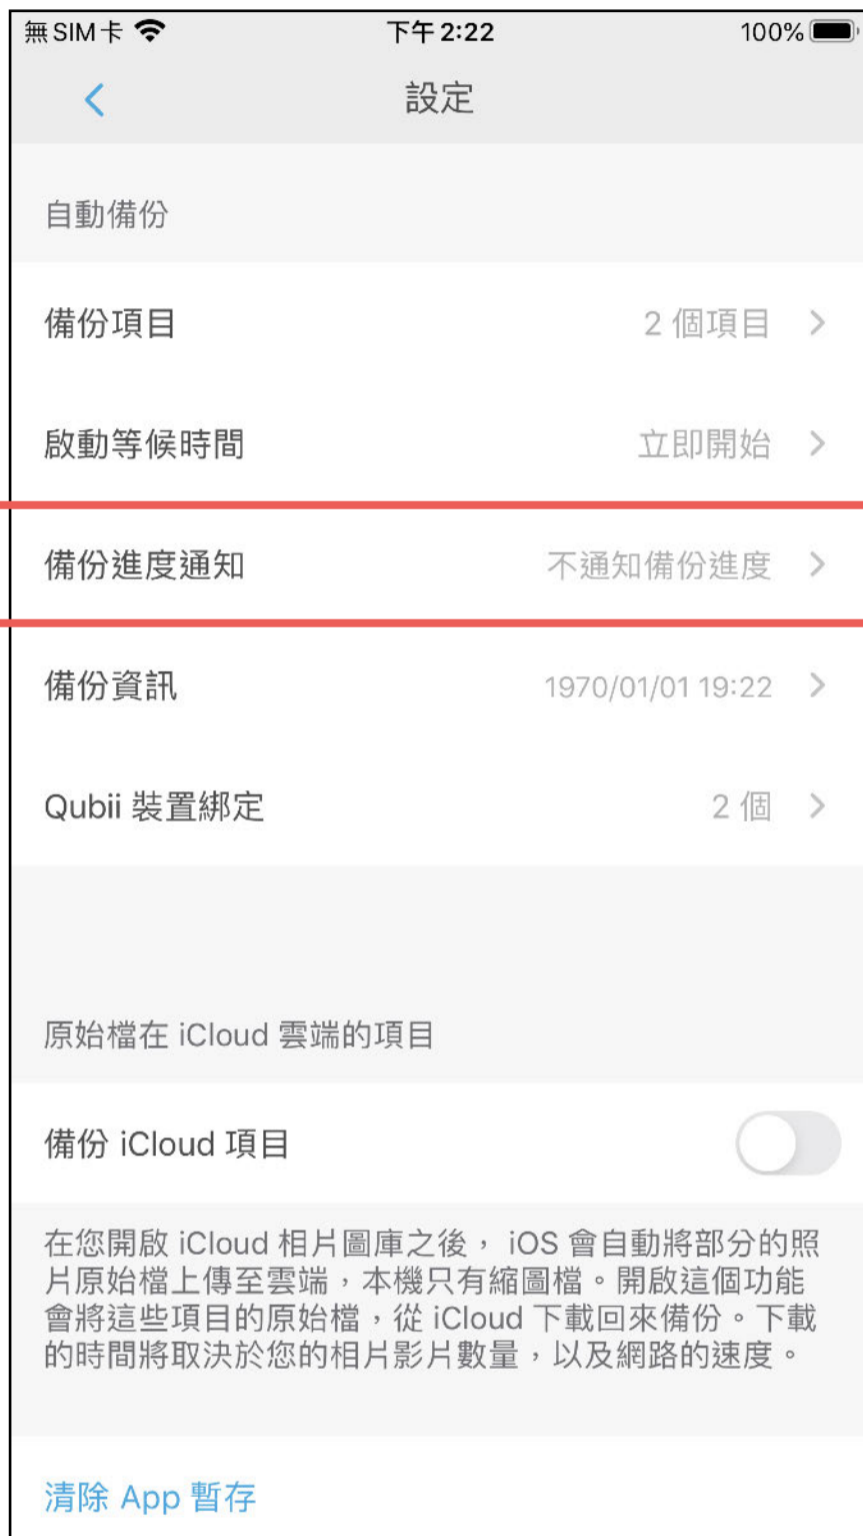 無 SIM 卡
下午 2:22
100%
設定
自動備份
備份項目
2 個項目
啟動等候時間
立即開始
備份進度通知
不通知備份進度
備份資訊
1970/01/01 19:22
Qubii 裝置綁定
2 個
原始檔在 iCloud 雲端的項目
備份 iCloud 項目
在您開啟 iCloud 相片圖庫之後， iOS 會自動將部分的照
片原始檔上傳至雲端，本機只有縮圖檔。開啟這個功能
會將這些項目的原始檔，從 iCloud 下載回來備份。下載
的時間將取決於您的相片影片數量，以及網路的速度。
清除 App 暫存